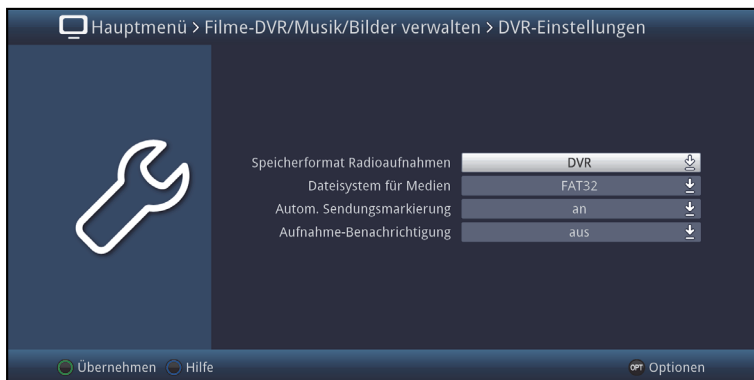 Hauptmenü > Filme-DVR/Musik/Bilder verwalten > DVR-Einstellungen
Speicherformat Radioaufnahmen DVR
Dateisystem für Medien FAT32
Autom. Sendungsmarkierung an
Aufnahme-Benachrichtigung aus
Übernehmen Hilfe OPT Optionen